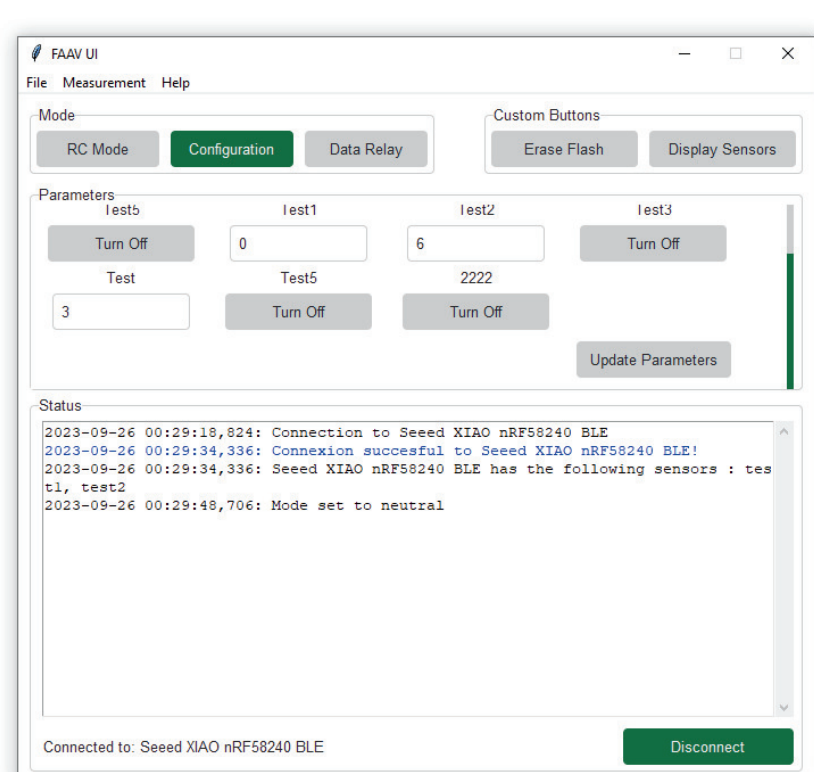 FAAV UI
File Measurement Help
Mode
Custom Buttons
RC Mode Configuration Data Relay Erase Flash Display Sensors
Parameters
Test5 Test1 Test2 Test3
Turn Off 0 6 Turn Off
Test Test5 2222
3 Turn Off Turn Off
Update Parameters
Status
2023-09-26 00:29:18,824: Connection to Seeed XIAO nRF58240 BLE
2023-09-26 00:29:34,336: Connexion succesful to Seeed XIAO nRF58240 BLE!
2023-09-26 00:29:34,336: Seeed XIAO nRF58240 BLE has the following sensors : tes
t1, test2
2023-09-26 00:29:48,706: Mode set to neutral
Connected to: Seeed XIAO nRF58240 BLE
Disconnect